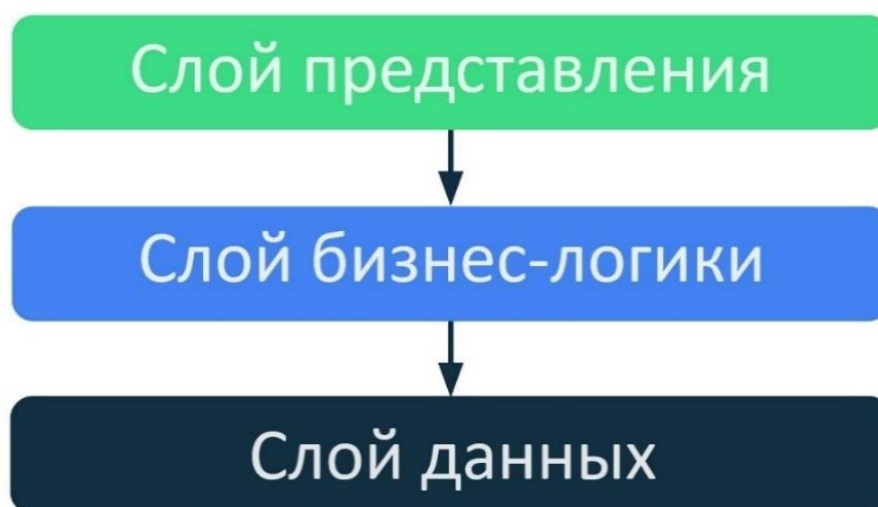 Слой представления
Слой бизнес-логики
Слой данных